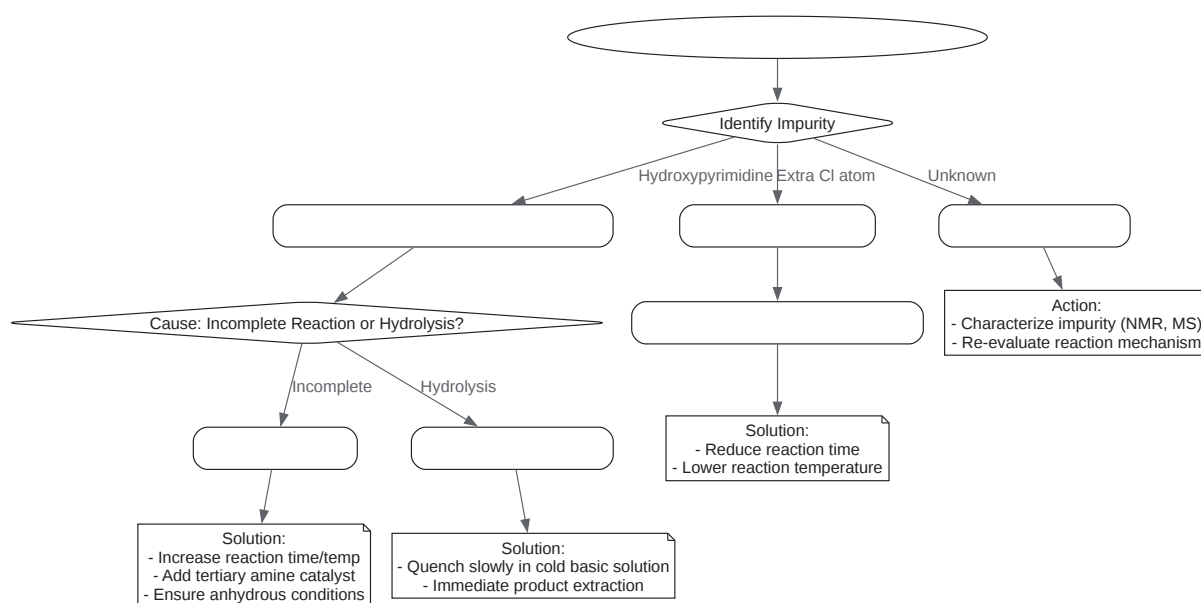 Identify Impurity
Hydroxypyrimidine
Extra Cl atom
Unknown
Cause: Incomplete Reaction or Hydrolysis?
Action:
- Characterize impurity (NMR, MS)
- Re-evaluate reaction mechanism
Incomplete
Hydrolysis
Solution:
- Reduce reaction time
- Lower reaction temperature
Solution:
- Increase reaction time/temp
- Add tertiary amine catalyst
- Ensure anhydrous conditions
Solution:
- Quench slowly in cold basic solution
- Immediate product extraction